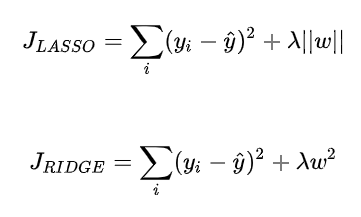 J_{LASSO} = \sum_i (y_i - \hat{y})^2 + \lambda||w||
J_{RIDGE} = \sum_i (y_i - \hat{y})^2 + \lambda w^2